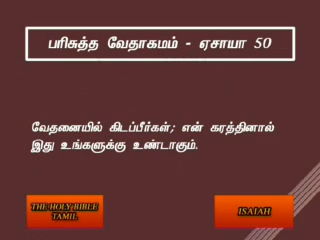 பரிசுத்த வேதாகமம் - ஏசாயா 50
வேதனையில் கிடப்பீர்கள்; என் கரத்தினால்
இது உங்களுக்கு உண்டாகும்.
THE HOLY BIBLE
TAMIL
ISAIAH